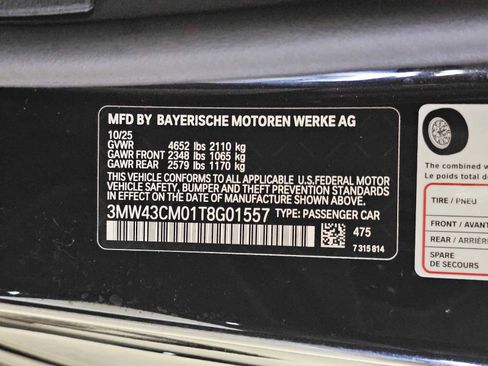 MFD BY BAYERISCHE MOTOREN WERKE AG
10/25
GVWR 4652 lbs 2110 kg
GAWR FRONT 2348 lbs 1065 kg
GAWR REAR 2579 lbs 1170 kg
THIS VEHICLE CONFORMS TO ALL APPLICABLE U.S.FEDERAL MOTOR
VEHICLE SAFETY, BUMPER AND THEFT PREVENTION STANDARDS
IN EFFECT ON THE DATE OF MANUFACTURE SHOWN ABOVE.
3MW43CM01T8G01557 TYPE: PASSENGER CAR
475
7 315 814
The combined w
Le poids total de
TIRE / PNEU
FRONT / AVANT
REAR / ARRIÈRE
SPARE
DE SECOURS